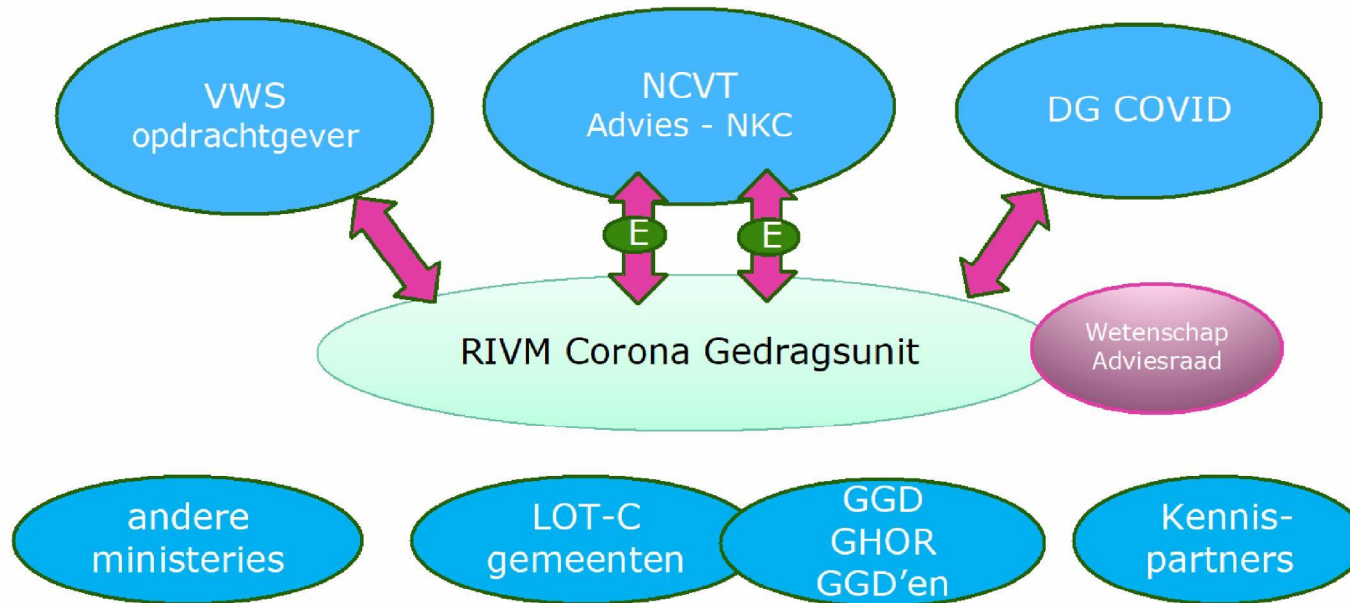 VWS
opdrachtgever
NCVT
Advies - NKC
DG COVID
E
E
RIVM Corona Gedragsunit
Wetenschap
Adviesraad
andere
ministeries
LOT-C
gemeenten
GGD
GHOR
GGD'en
Kennis-
partners